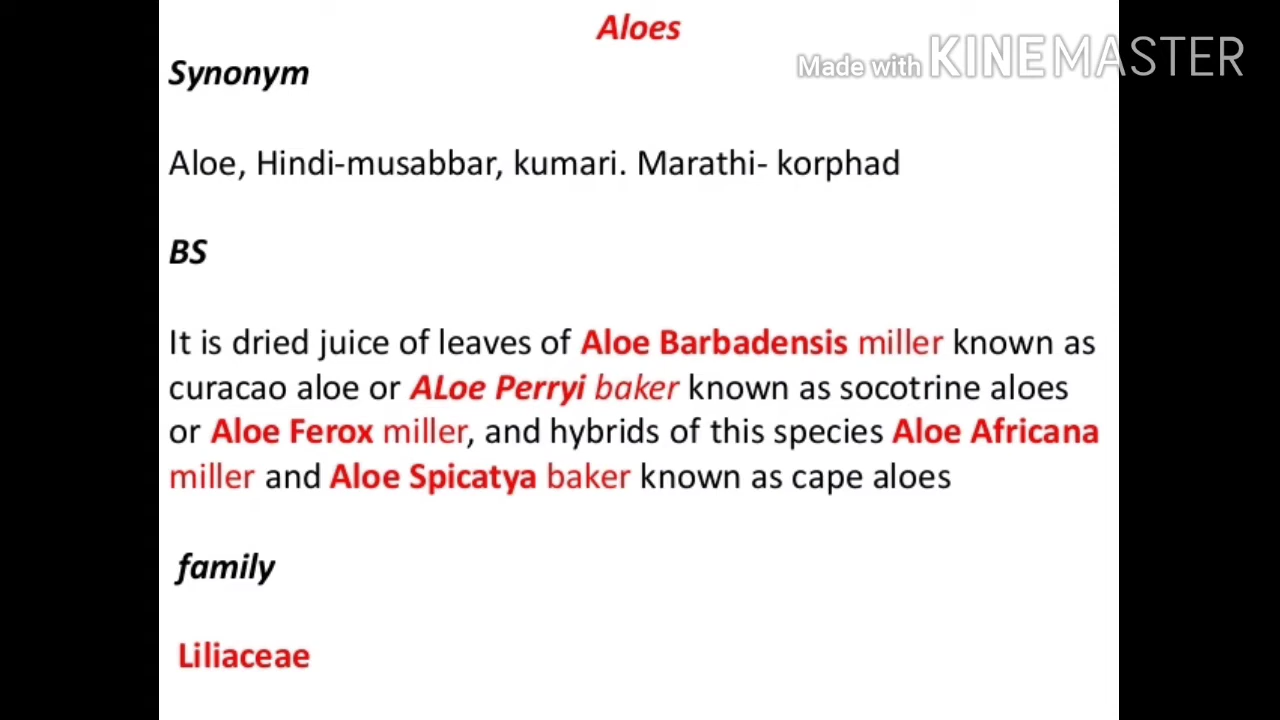 Aloes
Made with KINEMASTER
Synonym
Aloe, Hindi-musabbar, kumari. Marathi- korphad
BS
It is dried juice of leaves of Aloe Barbadensis miller known as
curacao aloe or ALoe Perryi baker known as socotrine aloes
or Aloe Ferox miller, and hybrids of this species Aloe Africana
miller and Aloe Spicatya baker known as cape aloes
family
Liliaceae